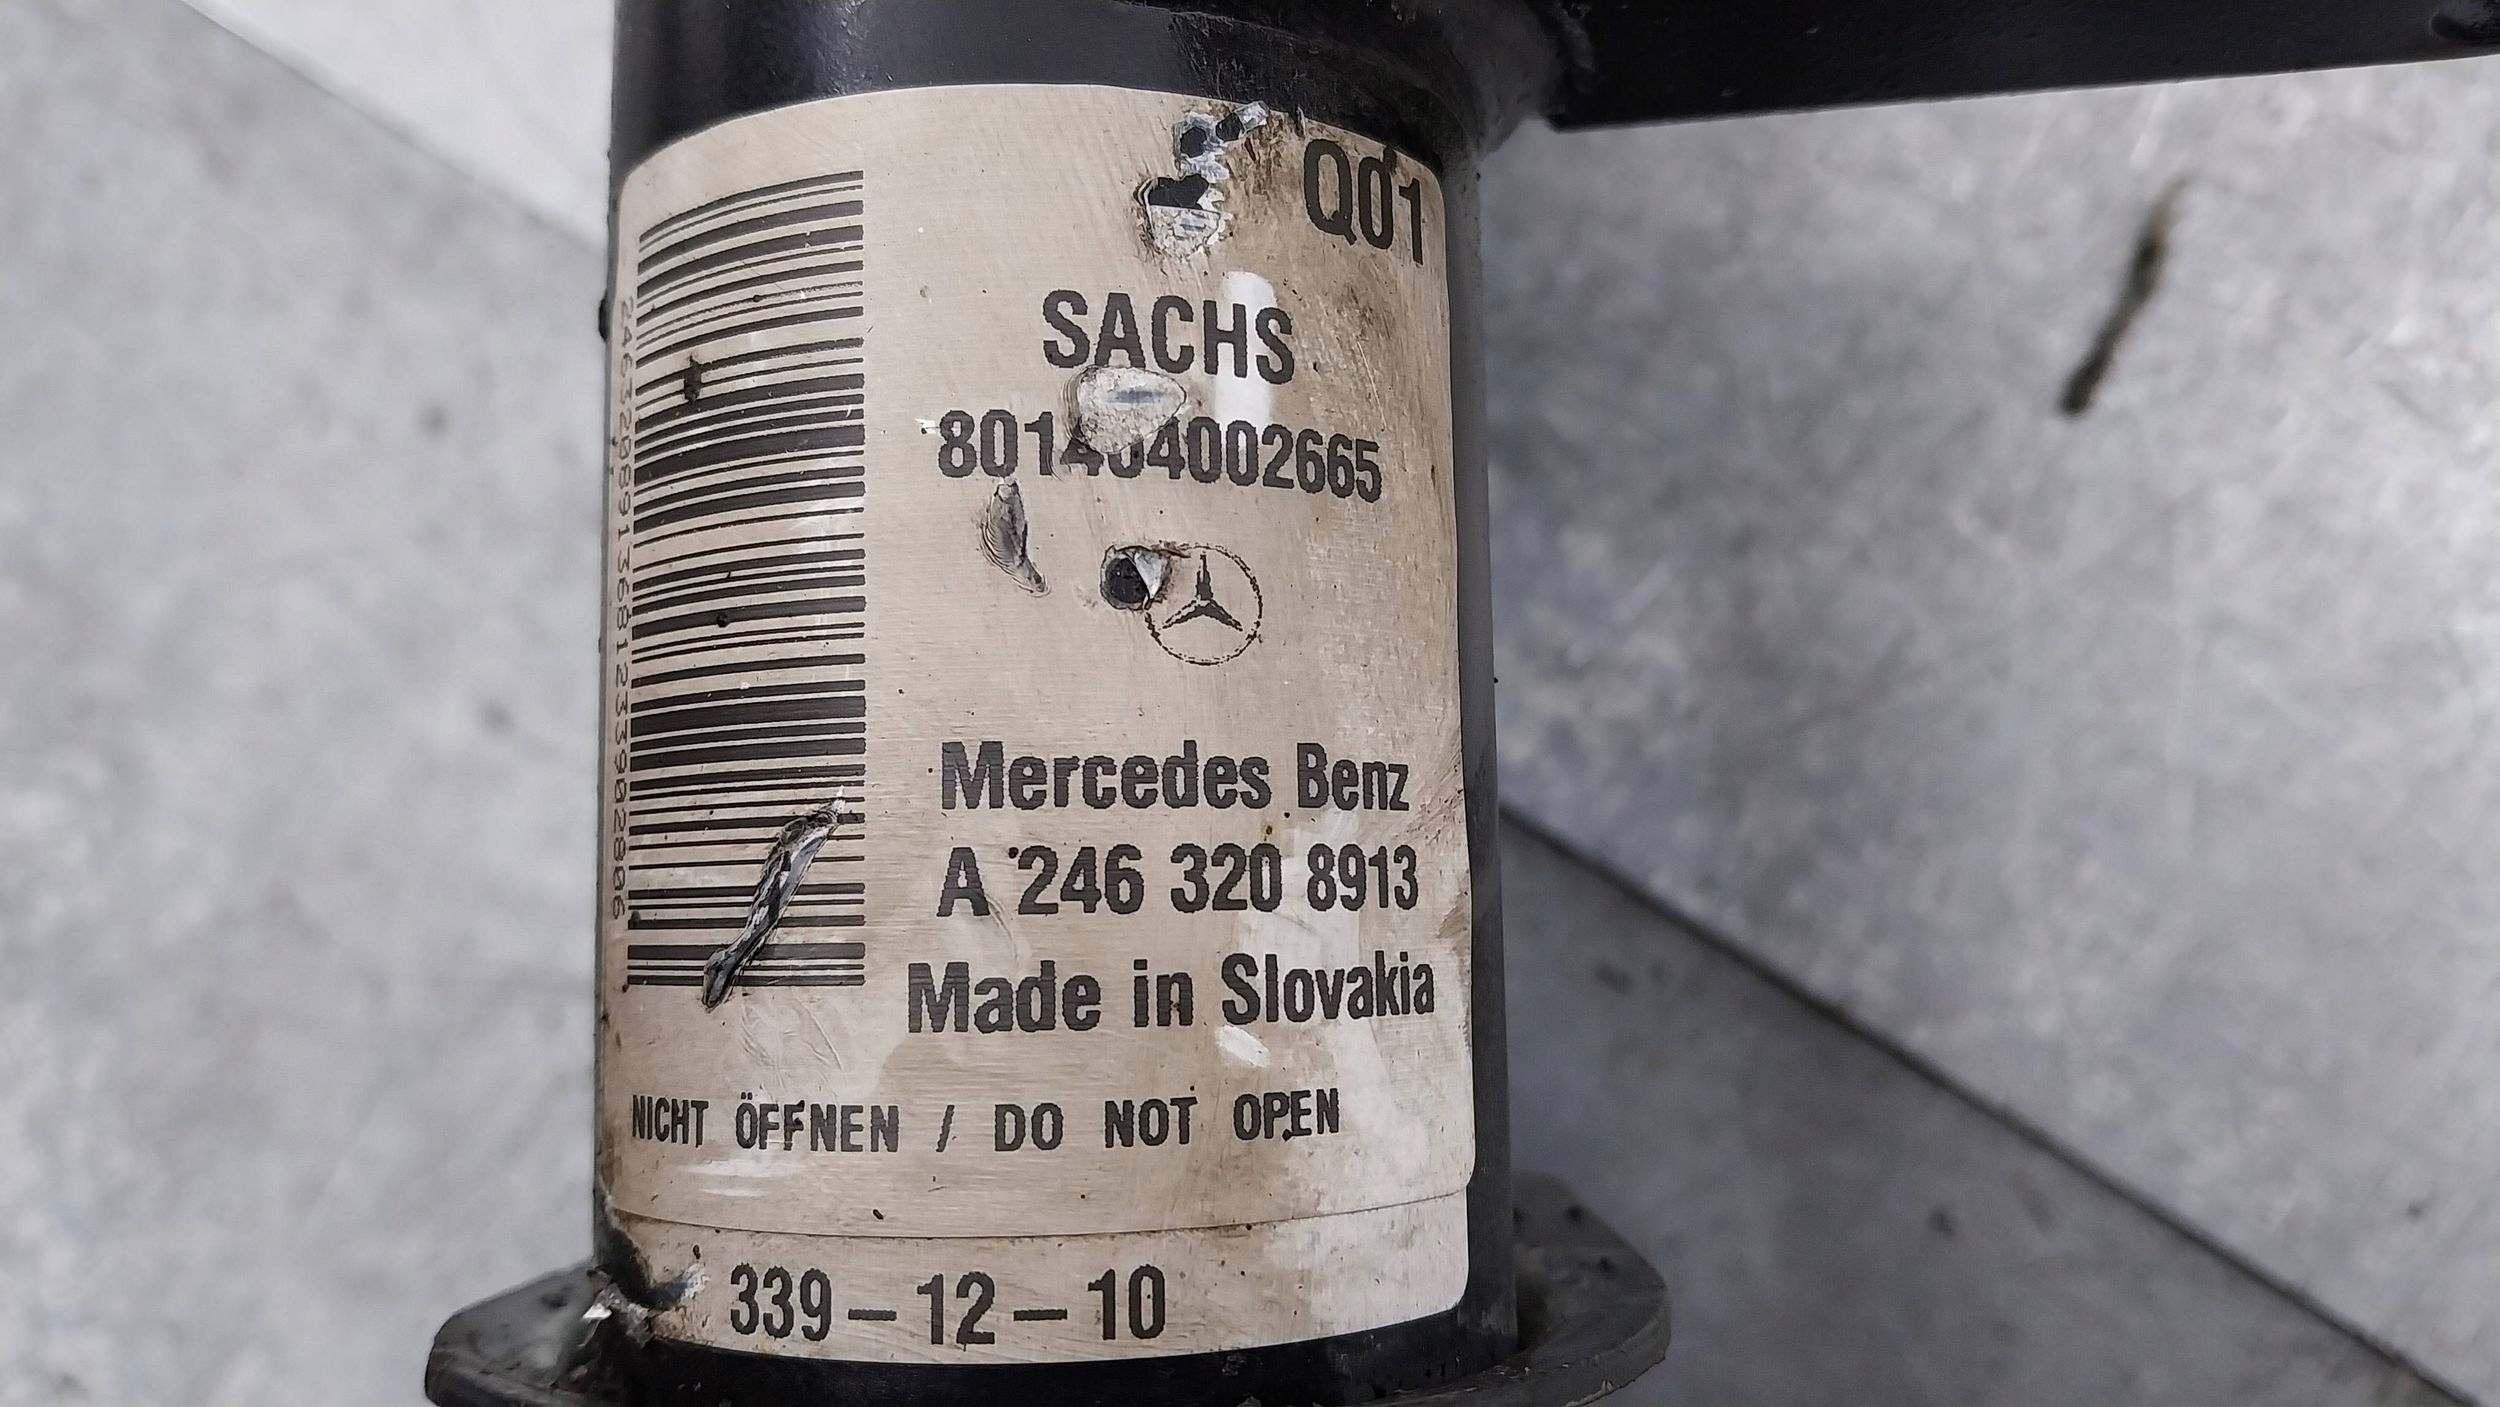 Q01
SACHS
801404002665
Mercedes Benz
A 246 320 8913
Made in Slovakia
NICHT ÖFFNEN / DO NOT OPEN
339-12-10